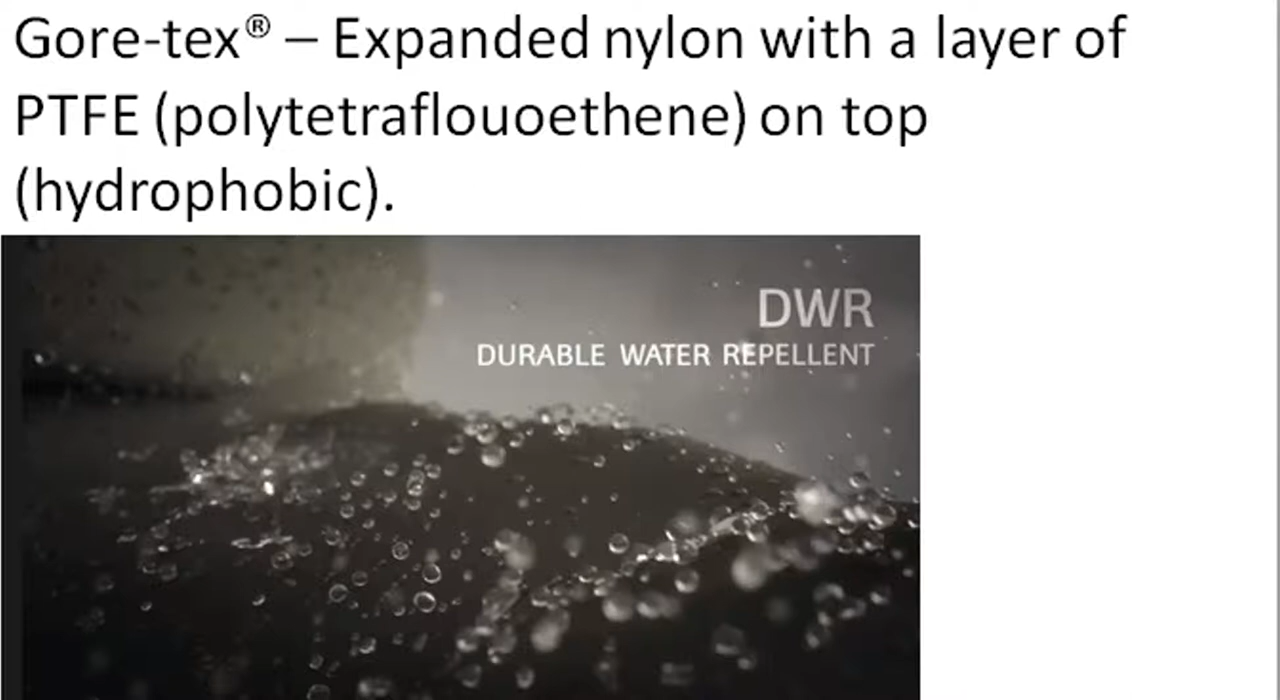 Gore-tex® – Expanded nylon with a layer of
PTFE (polytetraflouoethene) on top
(hydrophobic).
DWR
DURABLE WATER REPELLENT